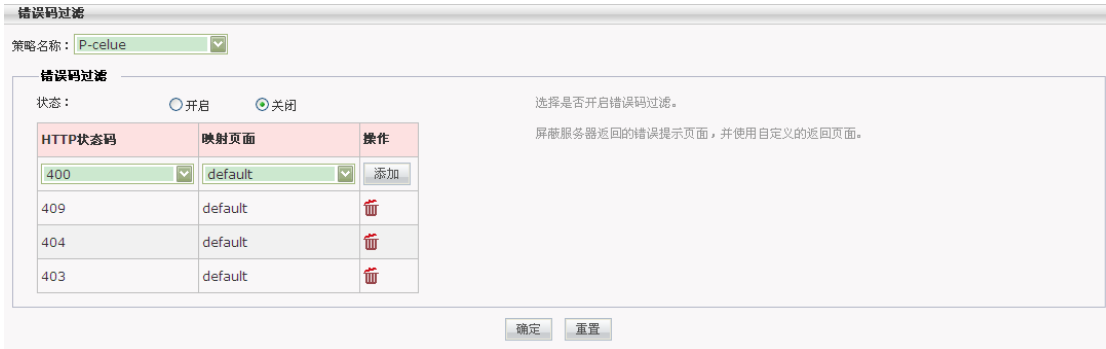 错误码过滤
策略名称：P-celue
错误码过滤
状态： 开启 关闭 选择是否开启错误码过滤。
屏蔽服务器返回的错误提示页面，并使用自定义的返回页面。
HTTP状态码 映射页面 操作
400 default 添加
409 default
404 default
403 default
确定 重置